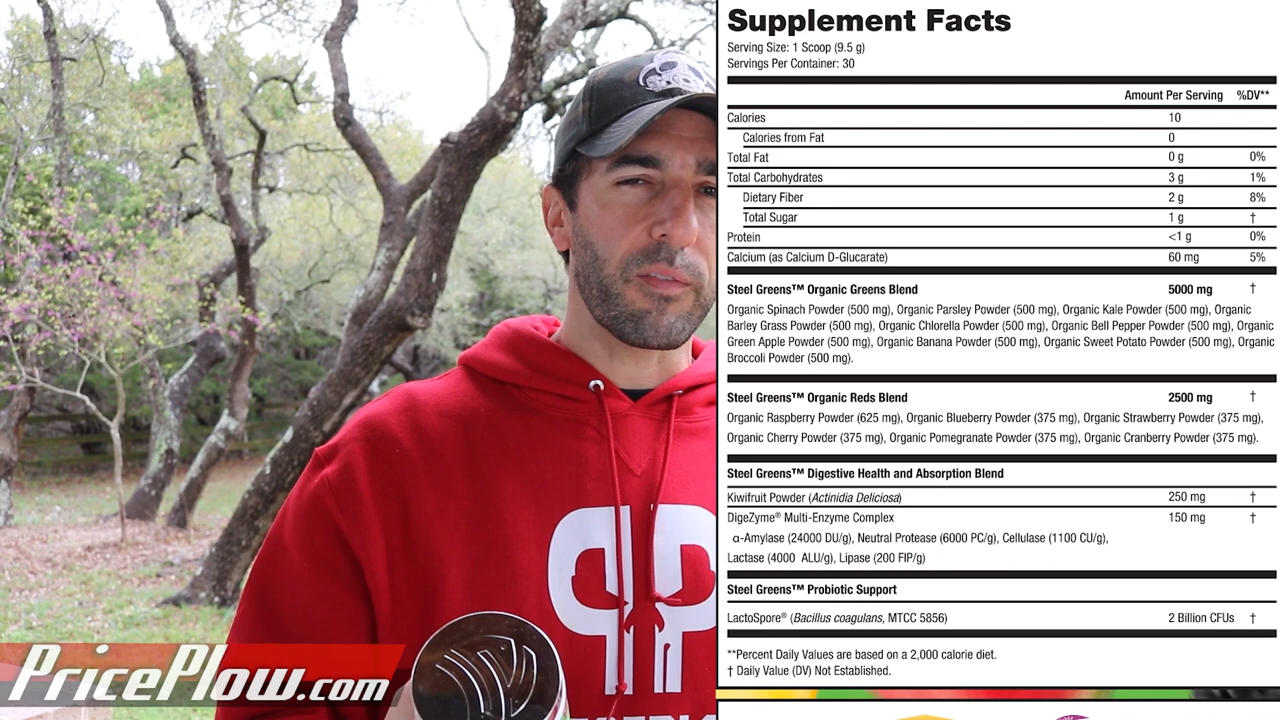 Supplement Facts
Serving Size: 1 Scoop (9.5 g)
Servings Per Container: 30
Amount Per Serving %DV**
Calories 10
Calories from Fat 0
Total Fat 0 g 0%
Total Carbohydrates 3 g 1%
Dietary Fiber 2 g 8%
Total Sugar 1 g †
Protein <1 g 0%
Calcium (as Calcium D-Glucarate) 60 mg 5%
Steel Greens™ Organic Greens Blend 5000 mg †
Organic Spinach Powder (500 mg), Organic Parsley Powder (500 mg), Organic Kale Powder (500 mg), Organic
Barley Grass Powder (500 mg), Organic Chlorella Powder (500 mg), Organic Bell Pepper Powder (500 mg), Organic
Green Apple Powder (500 mg), Organic Banana Powder (500 mg), Organic Sweet Potato Powder (500 mg), Organic
Broccoli Powder (500 mg).
Steel Greens™ Organic Reds Blend 2500 mg †
Organic Raspberry Powder (625 mg), Organic Blueberry Powder (375 mg), Organic Strawberry Powder (375 mg),
Organic Cherry Powder (375 mg), Organic Pomegranate Powder (375 mg), Organic Cranberry Powder (375 mg).
Steel Greens™ Digestive Health and Absorption Blend
Kiwifruit Powder (Actinidia Deliciosa) 250 mg †
DigeZyme® Multi-Enzyme Complex 150 mg †
α-Amylase (24000 DU/g), Neutral Protease (6000 PC/g), Cellulase (1100 CU/g),
Lactase (4000 ALU/g), Lipase (200 FIP/g)
Steel Greens™ Probiotic Support
LactoSpore® (Bacillus coagulans, MTCC 5856) 2 Billion CFUs †
**Percent Daily Values are based on a 2,000 calorie diet.
† Daily Value (DV) Not Established.
PricePlow.com